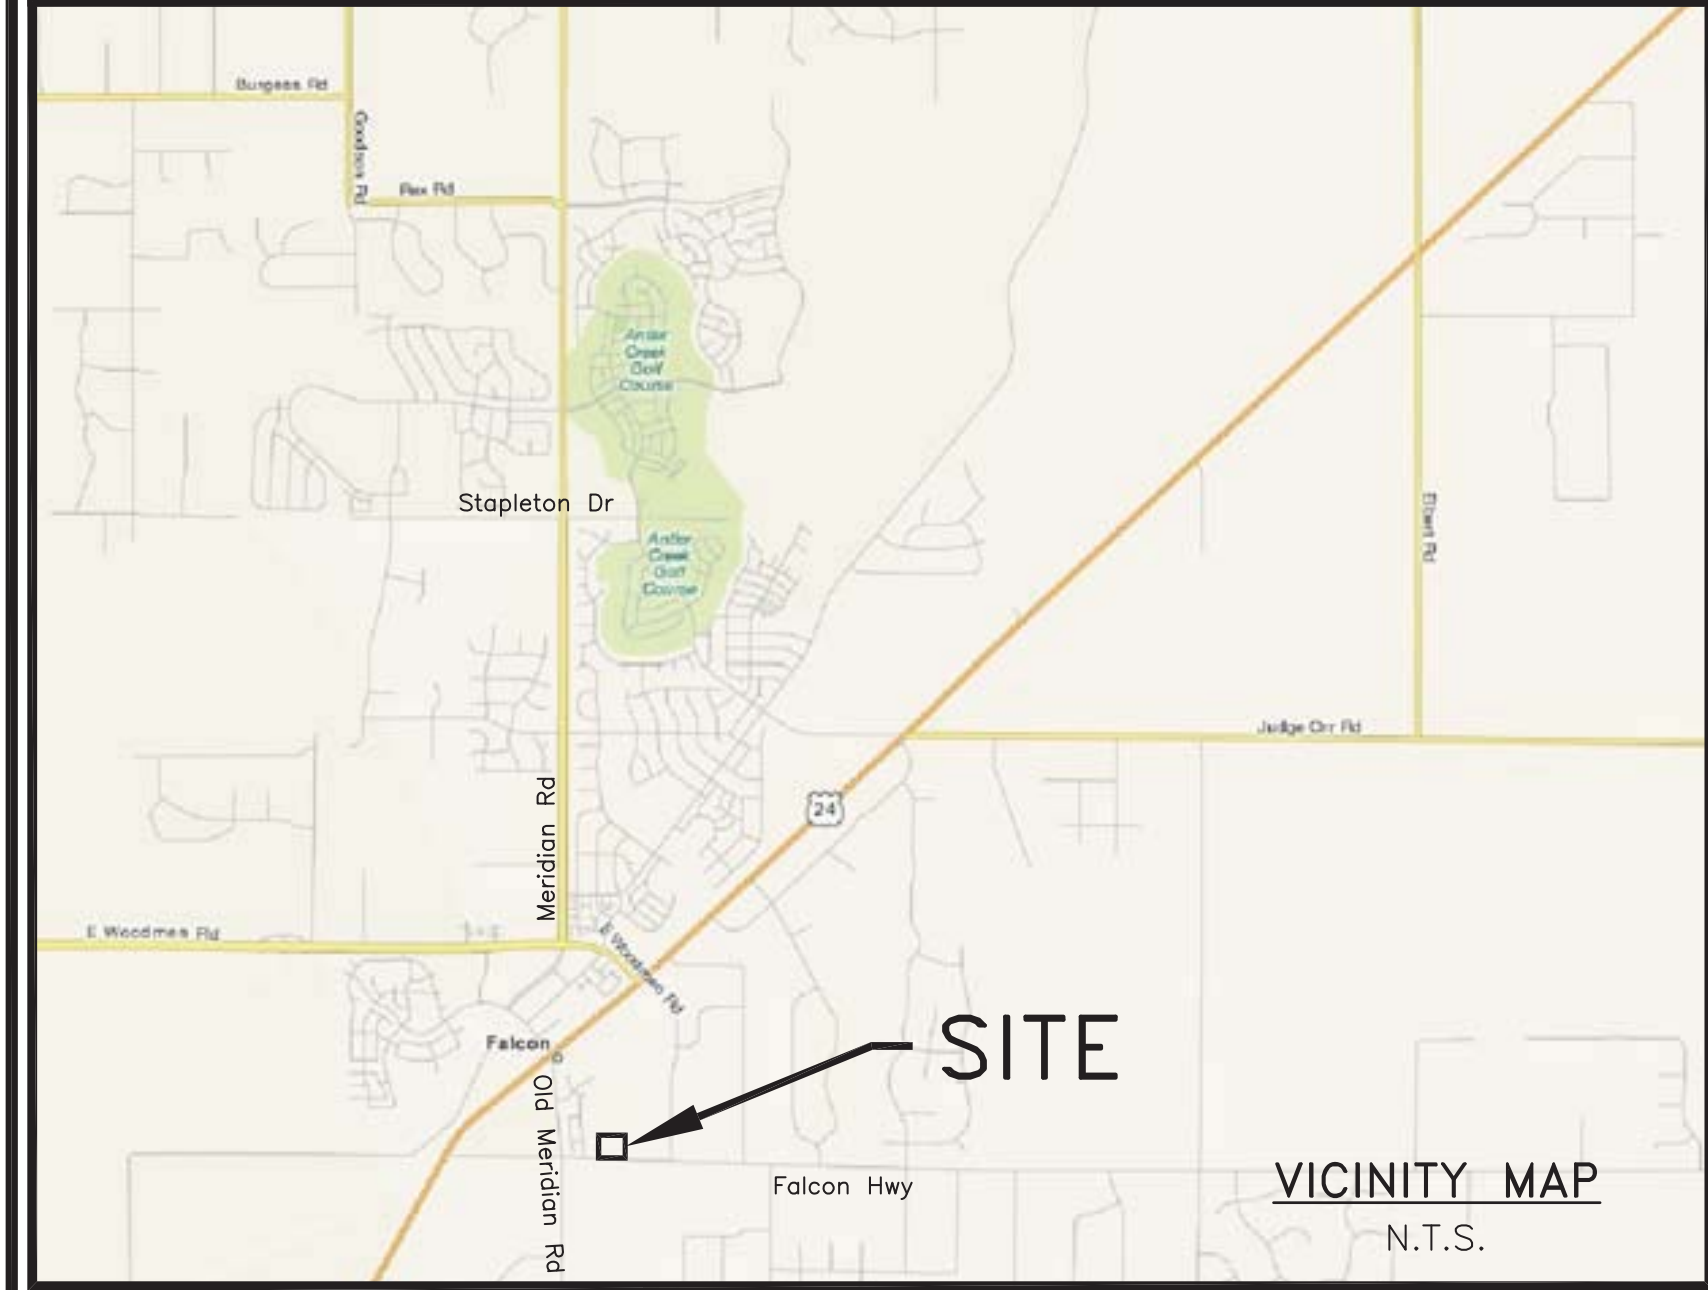 Burgess Rd
Goodson Rd
Rex Rd
Antler
Creek
Golf
Course
Stapleton Dr
Antler
Creek
Golf
Course
Elbert Rd
Judge Orr Rd
Meridian Rd
24
E Woodmen Rd
E Woodmen Rd
Falcon
SITE
Old Meridian Rd
Falcon Hwy
VICINITY MAP
N.T.S.